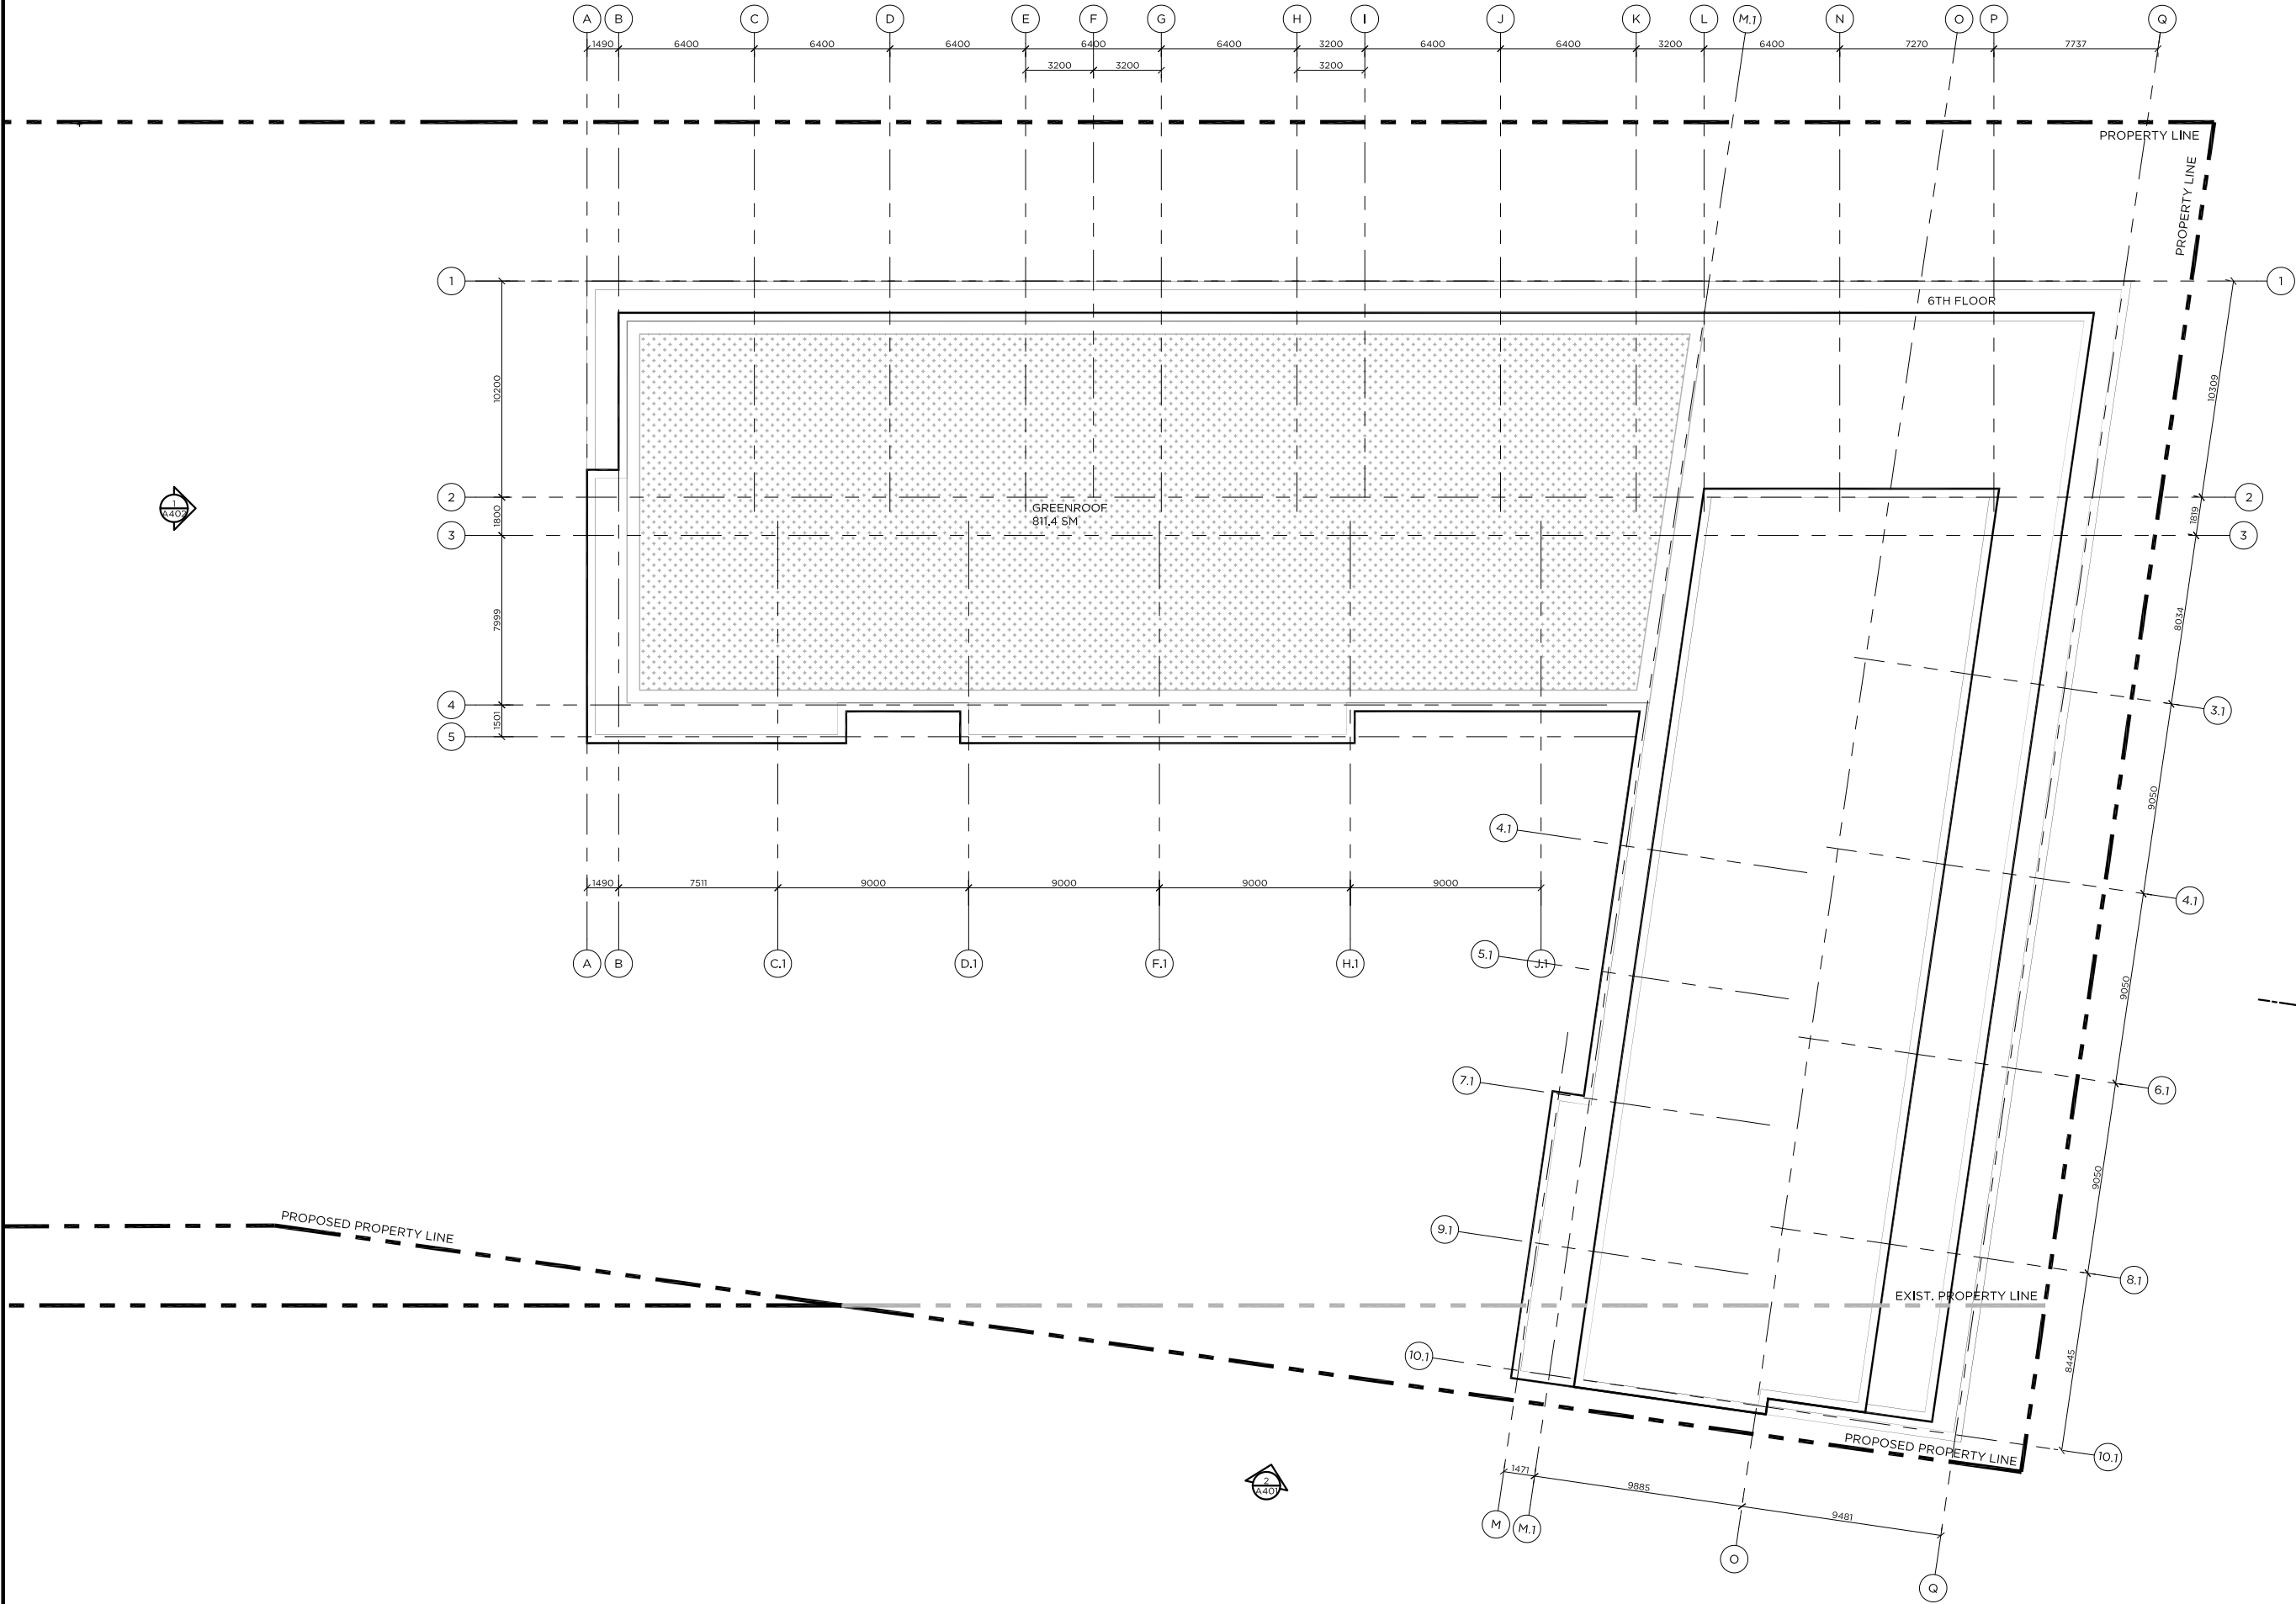 A B C D E F G H I J K L M.1 N O P Q
1490 6400 6400 6400 6400 6400 3200 6400 6400 3200 6400 7270 7737
3200 3200 3200
PROPERTY LINE
PROPERTY LINE
1 1
6TH FLOOR
10200
10309
2 2
1
A402
GREENROOF
811.4 SM
1800
1819
3 3
7999
8034
4
3.1
1501
5
9050
4.1
1490 7511 9000 9000 9000 9000
4.1
A B C.1 D.1 F.1 H.1 J.1
5.1
9050
7.1
6.1
9050
PROPOSED PROPERTY LINE
9.1
8.1
EXIST. PROPERTY LINE
8445
10.1
PROPOSED PROPERTY LINE
10.1
2
A401
1471
9885
9481
M M.1 O Q